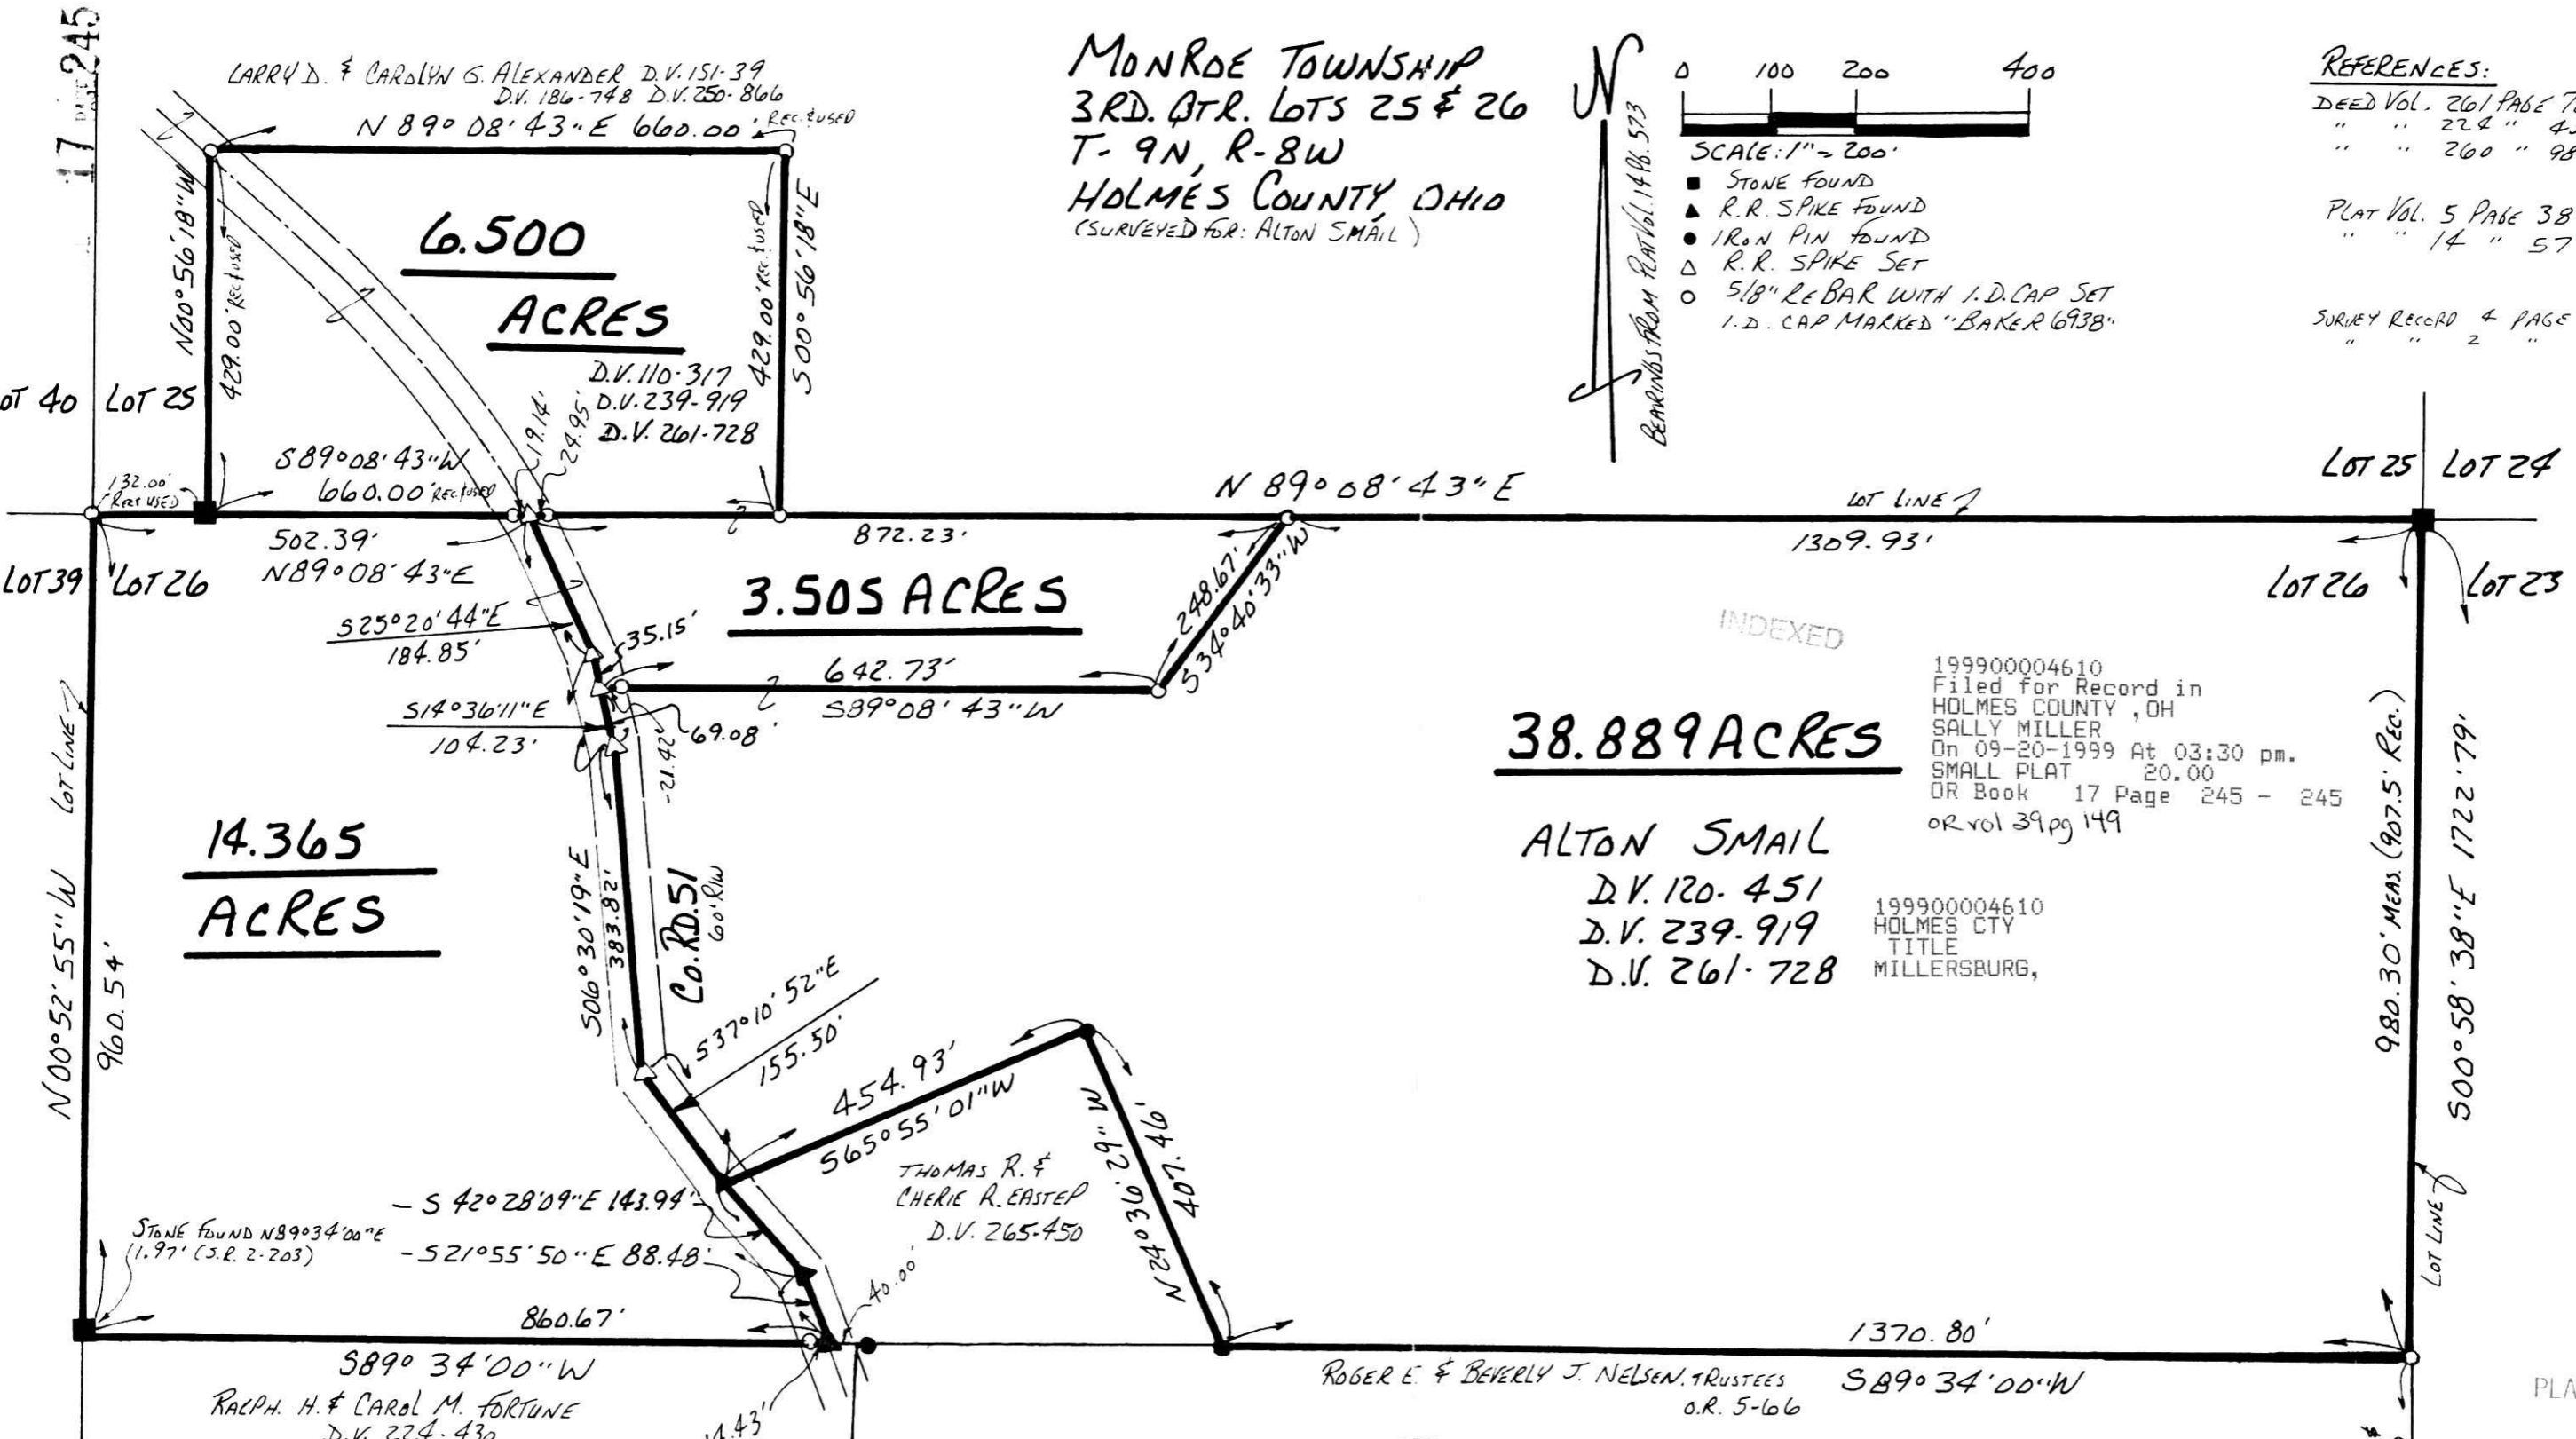 17 PAGE 245
LARRY D. & CAROLYN G. ALEXANDER D.V. 151-39
D.V. 186-748 D.V. 250-866
N 89° 08' 43" E 660.00' REC. & USED
N00° 56' 18" W
429.00' REC & USED
6.500
ACRES
D.V. 110-317
D.V. 239-919
D.V. 261-728
429.00' REC. & USED
S00° 56' 18" E
MONROE TOWNSHIP
3RD. QTR. LOTS 25 & 26
T-9N, R-8W
HOLMES COUNTY, OHIO
(SURVEYED FOR: ALTON SMAIL)
N
BEARINGS FROM PLAT VOL. 14 PG. 573
0 100 200 400
SCALE: 1" = 200'
STONE FOUND
R.R. SPIKE FOUND
IRON PIN FOUND
R.R. SPIKE SET
5/8" REBAR WITH I.D. CAP SET
I.D. CAP MARKED "BAKER 6938"
REFERENCES:
DEED VOL. 261 PAGE
" " 224 "
" " 260 " 98
PLAT VOL. 5 PAGE 38
" " 14 " 57
SURVEY RECORD 4 PAGE
" " 2 "
OT 40 LOT 25
LOT 25 LOT 24
S89° 08' 43" W
660.00' REC & USED
132.00'
REC & USED
19.14'
24.95'
502.39'
N89° 08' 43" E
872.23'
N 89° 08' 43" E
LOT LINE
1309.93'
LOT 39 LOT 26
LOT 26 LOT 23
3.505 ACRES
248.67'
S34° 40' 33" W
S25° 20' 44" E
184.85'
35.15'
642.73'
S89° 08' 43" W
S14° 36' 11" E
104.23'
69.08'
21.42'
INDEXED
199900004610
Filed for Record in
HOLMES COUNTY ,OH
SALLY MILLER
On 09-20-1999 At 03:30 pm.
SMALL PLAT 20.00
OR Book 17 Page 245 - 245
OR vol 39 pg 149
38.889 ACRES
ALTON SMAIL
D.V. 120-451
D.V. 239-919
D.V. 261-728
199900004610
HOLMES CTY
TITLE
MILLERSBURG,
980.30' MEAS. (907.5' REC.)
S00° 58' 38" E 1722.79'
LOT LINE
LOT LINE
N00° 52' 55" W
960.54'
14.365
ACRES
S06° 30' 19" E
383.82'
CO. RD. 51
60' R/W
S37° 10' 52" E
155.50'
454.93'
S65° 55' 01" W
THOMAS R. &
CHERIE R. EASTEP
D.V. 265-450
N24° 36' 29" W
407.46'
- S 42° 28' 09" E 143.94'
- S21° 55' 50" E 88.48'
STONE FOUND N89° 34' 00" E
11.97' (S.R. 2-203)
40.00'
860.67'
S89° 34' 00" W
RALPH. H. & CAROL M. FORTUNE
D.V. 224-430
1370.80'
ROGER E. & BEVERLY J. NELSEN, TRUSTEES
O.R. 5-66
S89° 34' 00" W
PLA